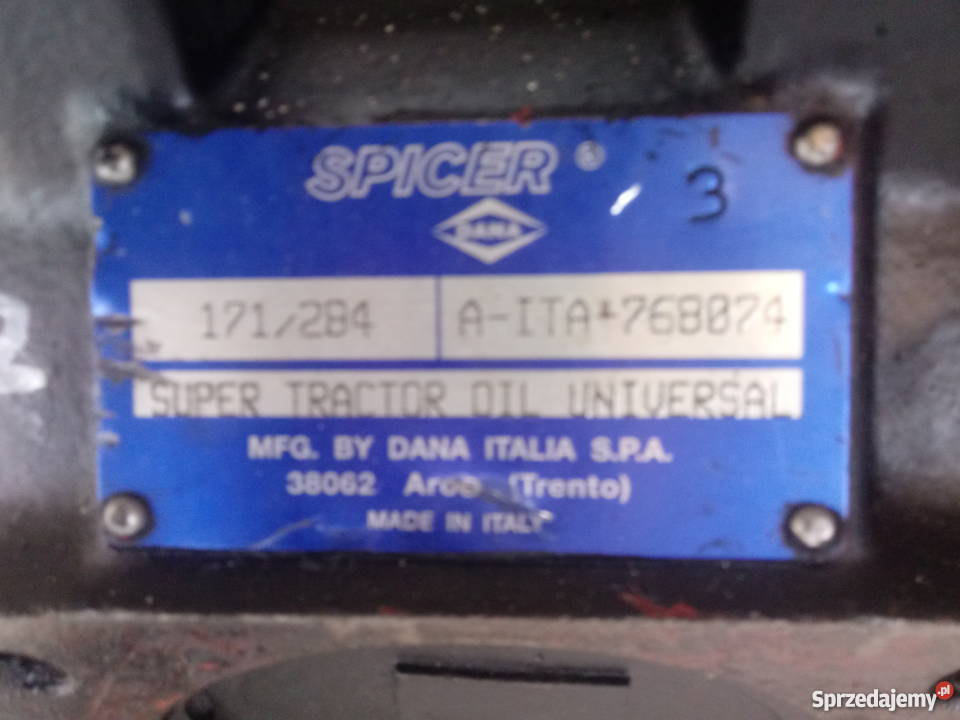 SPICER ®
3
DANA
171/284
A-ITA*768074
SUPER TRACTOR OIL UNIVERSAL
MFG. BY DANA ITALIA S.P.A.
38062 Arco (Trento)
MADE IN ITALY
Sprzedajemy.pl